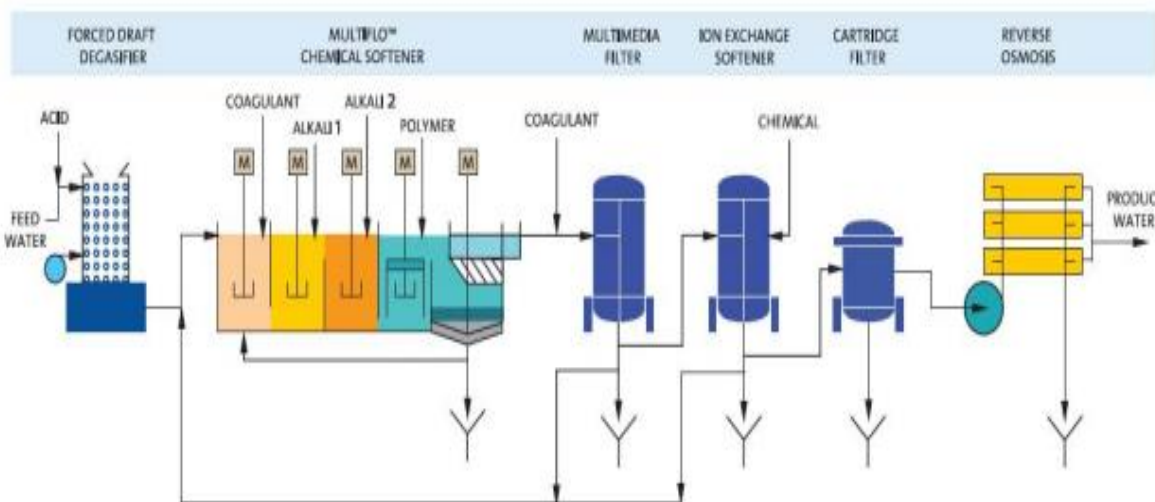 FORCED DRAFT
DEGASIFIER
MULTIFLO™
CHEMICAL SOFTENER
MULTIMEDIA
FILTER
ION EXCHANGE
SOFTENER
CARTRIDGE
FILTER
REVERSE
OSMOSIS
ACID
FEED
WATER
COAGULANT
ALKALI 1
ALKALI 2
POLYMER
M
M
M
M
M
COAGULANT
CHEMICAL
PRODUC
WATER